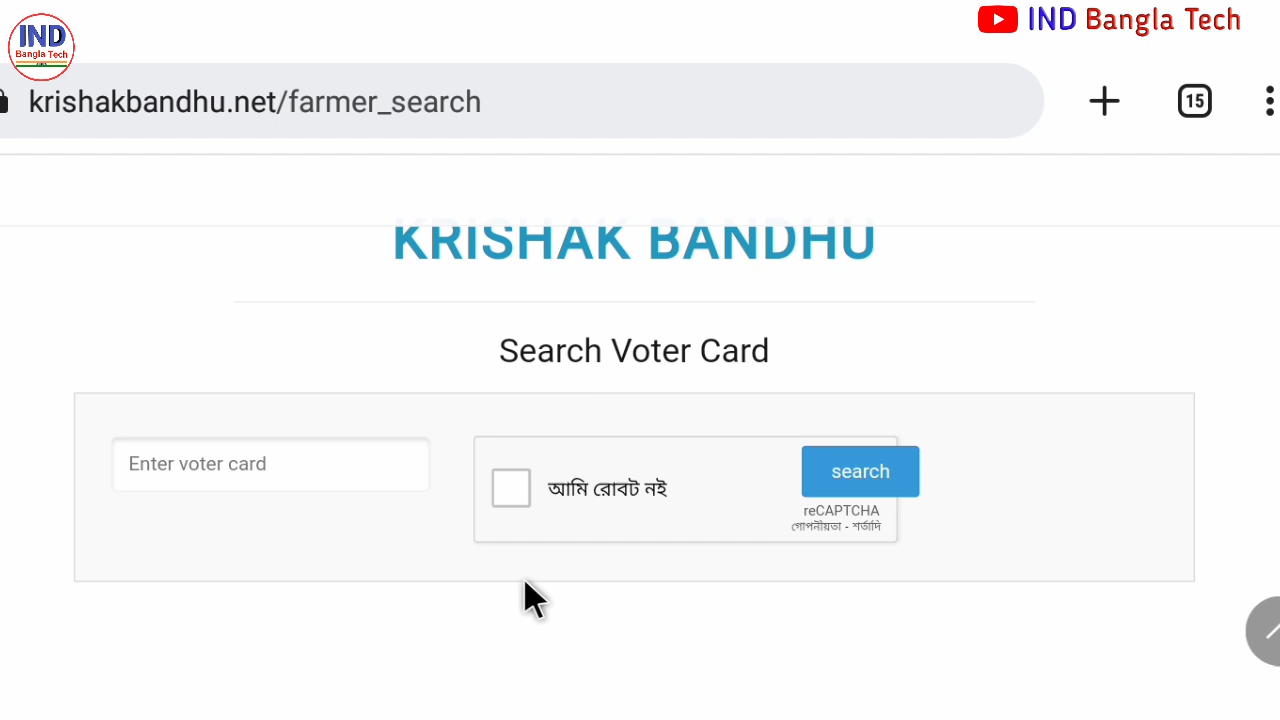 IND
Bangla Tech
IND Bangla Tech
krishakbandhu.net/farmer_search
15
KRISHAK BANDHU
Search Voter Card
Enter voter card
আমি রোবট নই
search
reCAPTCHA
গোপনীয়তা - শর্তাদি